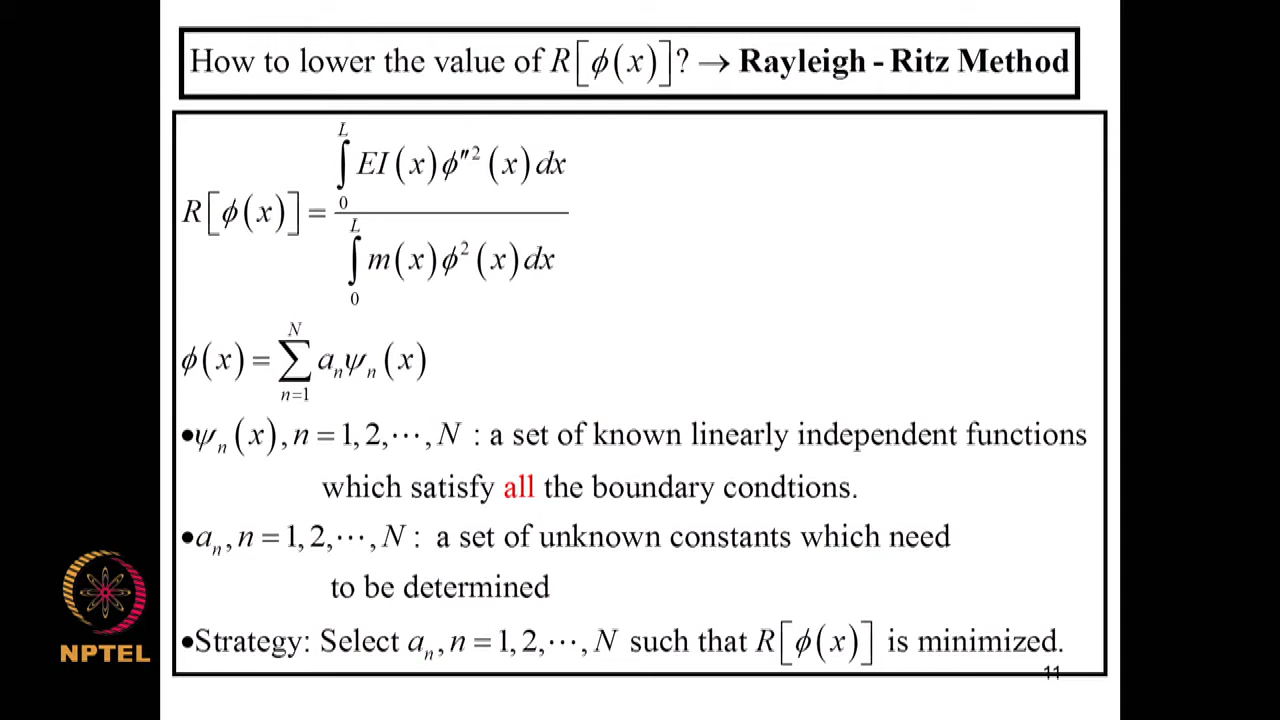 How to lower the value of R[ϕ(x)]? → Rayleigh - Ritz Method
R[ϕ(x)] = ∫₀ᴸ EI(x)ϕ″²(x)dx / ∫₀ᴸ m(x)ϕ²(x)dx
ϕ(x) = ∑ₙ₌₁ᴺ aₙψₙ(x)
•ψₙ(x), n = 1, 2, ⋯, N : a set of known linearly independent functions
which satisfy all the boundary condtions.
•aₙ, n = 1, 2, ⋯, N : a set of unknown constants which need
to be determined
•Strategy: Select aₙ, n = 1, 2, ⋯, N such that R[ϕ(x)] is minimized.
11
NPTEL